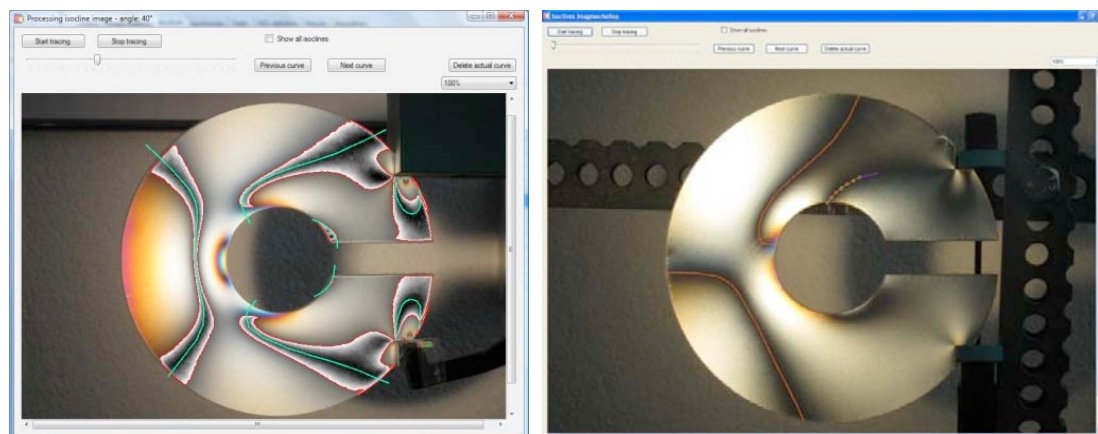 Processing isocline image - angle: 40°
Start tracing
Stop tracing
Show all isoclines
Previous curve
Next curve
Delete actual curve
100%
Start tracing
Stop tracing
Show all isoclines
Previous curve
Next curve
Delete actual curve
100%